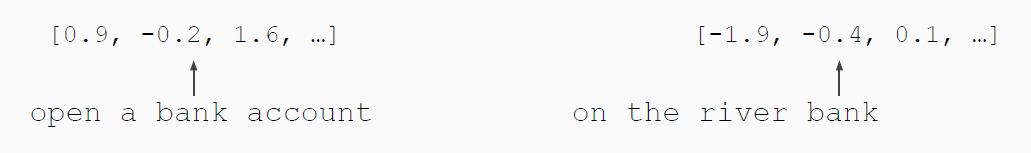 [0.9, -0.2, 1.6, …] [-1.9, -0.4, 0.1, …]
open a bank account on the river bank